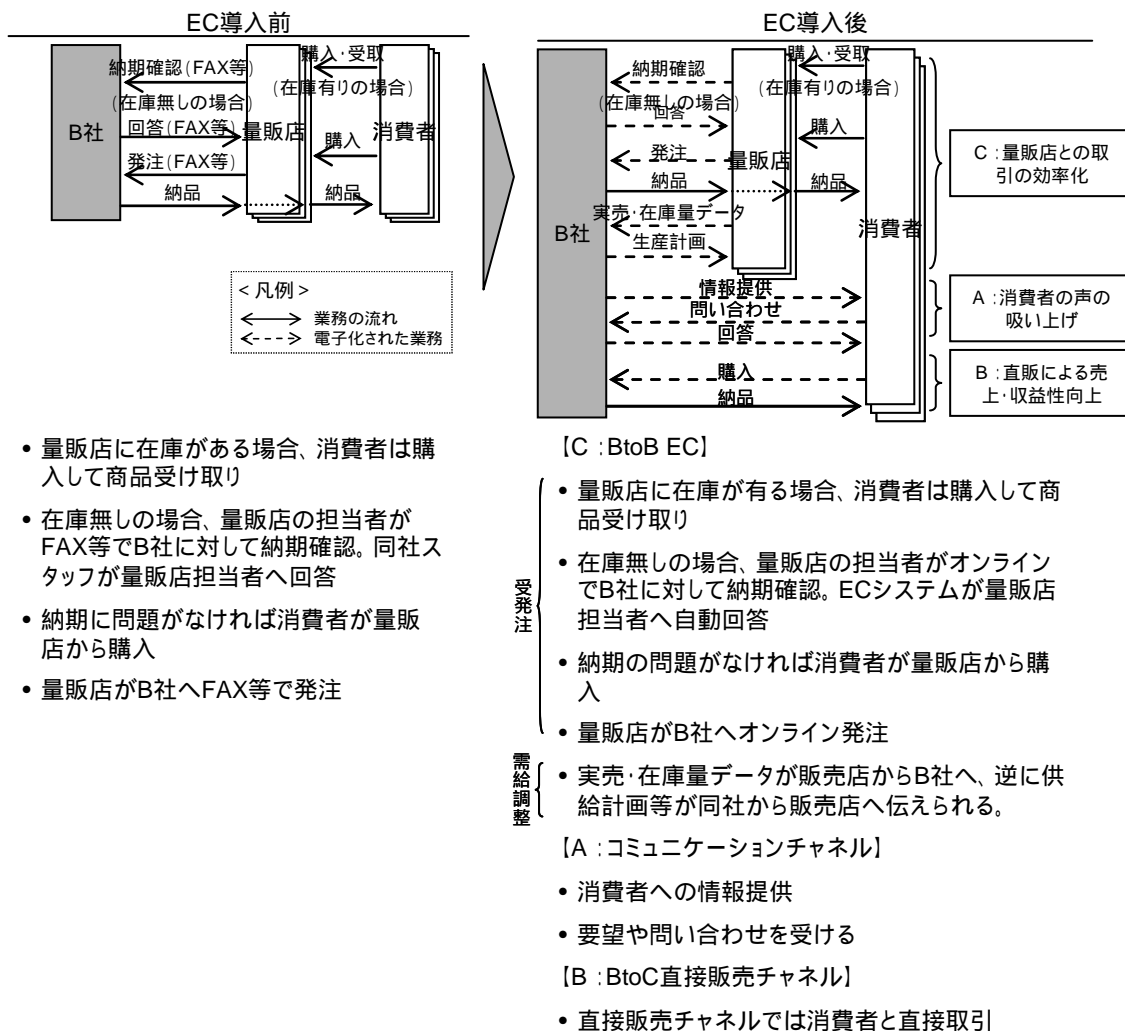 EC導入前
納期確認(FAX等)
購入・受取
(在庫有りの場合)
(在庫無しの場合)
B社
回答(FAX等)
量販店
購入
消費者
発注(FAX等)
納品
納品
<凡例>
業務の流れ
電子化された業務
EC導入後
購入・受取
納期確認
(在庫有りの場合)
(在庫無しの場合)
回答
購入
発注
量販店
納品
納品
実売・在庫量データ
B社
消費者
生産計画
情報提供
問い合わせ
回答
購入
納品
C:量販店との取
引の効率化
A:消費者の声の
吸い上げ
B:直販による売
上・収益性向上
• 量販店に在庫がある場合、消費者は購
入して商品受け取り
• 在庫無しの場合、量販店の担当者が
FAX等でB社に対して納期確認。同社ス
タッフが量販店担当者へ回答
• 納期に問題がなければ消費者が量販
店から購入
• 量販店がB社へFAX等で発注
【C:BtoB EC】
受発注
• 量販店に在庫が有る場合、消費者は購入して商
品受け取り
• 在庫無しの場合、量販店の担当者がオンライン
でB社に対して納期確認。ECシステムが量販店
担当者へ自動回答
• 納期の問題がなければ消費者が量販店から購
入
• 量販店がB社へオンライン発注
需給調整
• 実売・在庫量データが販売店からB社へ、逆に供
給計画等が同社から販売店へ伝えられる。
【A:コミュニケーションチャネル】
• 消費者への情報提供
• 要望や問い合わせを受ける
【B:BtoC直接販売チャネル】
• 直接販売チャネルでは消費者と直接取引